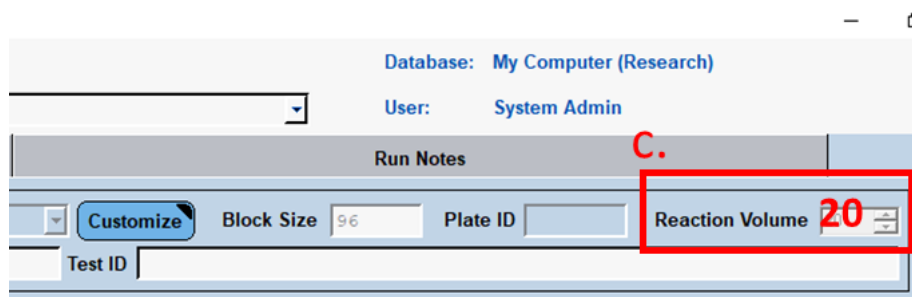 Database: My Computer (Research)
User: System Admin
Run Notes
C.
Customize Block Size 96 Plate ID Reaction Volume 20
Test ID